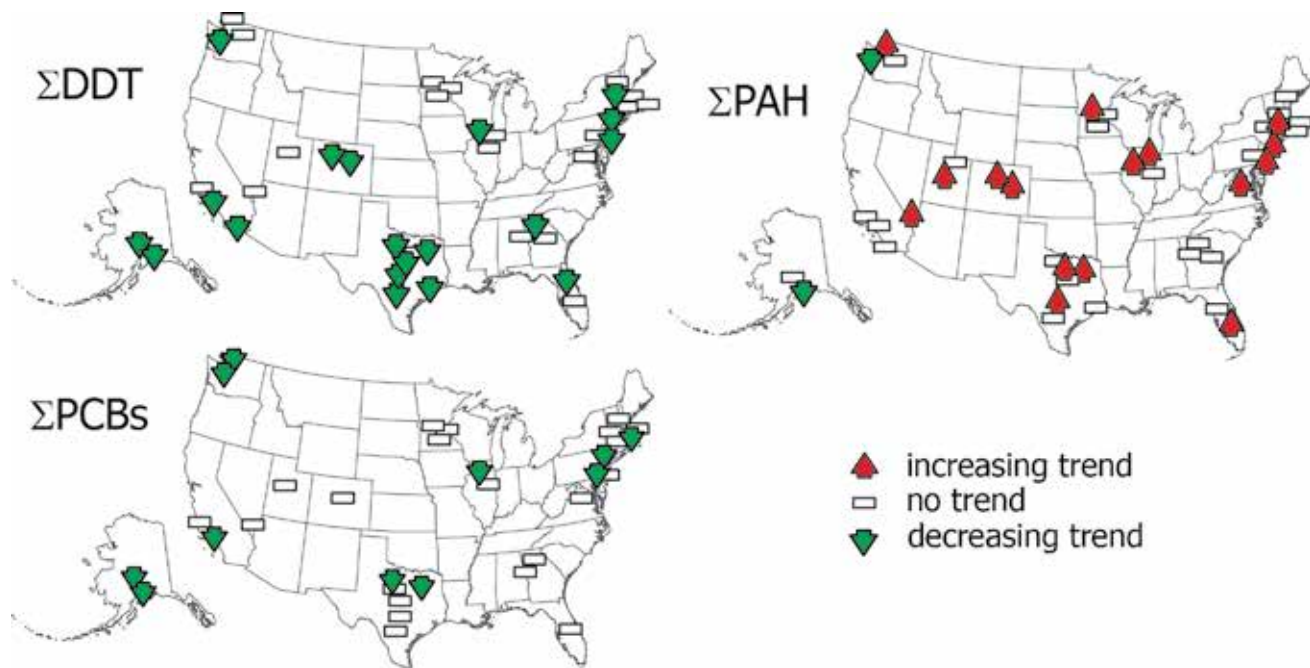 ΣDDT
ΣPAH
ΣPCBs
increasing trend
no trend
decreasing trend